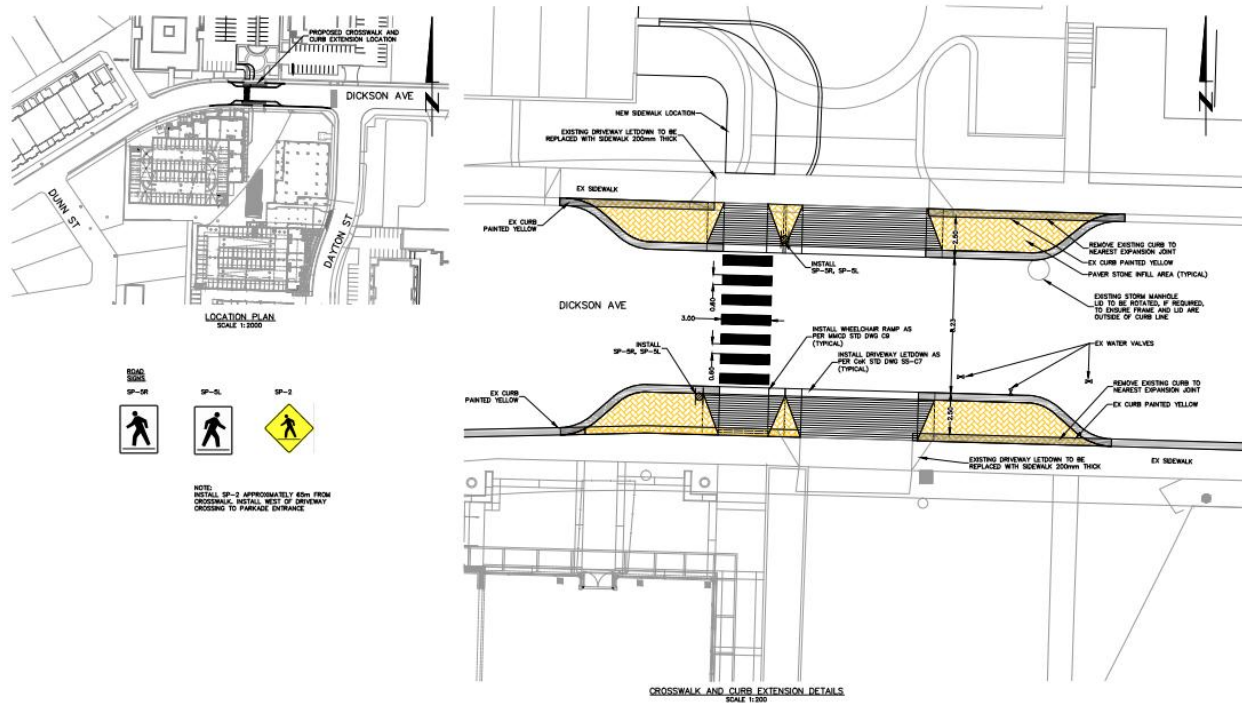 PROPOSED CROSSWALK AND
CURB EXTENSION LOCATION
DICKSON AVE
N
DUNN ST
DAYTON ST
LOCATION PLAN
SCALE 1:2000
ROAD
SIGNS
SP-5R
SP-5L
SP-2
NOTE:
INSTALL SP-2 APPROXIMATELY 65m FROM
CROSSWALK. INSTALL WEST OF DRIVEWAY
CROSSING TO PARKADE ENTRANCE
N
NEW SIDEWALK LOCATION
EXISTING DRIVEWAY LETDOWN TO BE
REPLACED WITH SIDEWALK 200mm THICK
EX SIDEWALK
EX CURB
PAINTED YELLOW
2.50
REMOVE EXISTING CURB TO
NEAREST EXPANSION JOINT
EX CURB PAINTED YELLOW
PAVER STONE INFILL AREA (TYPICAL)
INSTALL
SP-5R, SP-5L
EXISTING STORM MANHOLE
LID TO BE ROTATED, IF REQUIRED,
TO ENSURE FRAME AND LID ARE
OUTSIDE OF CURB LINE
DICKSON AVE
0.60
3.00
8.23
INSTALL WHEELCHAIR RAMP AS
PER MMCD STD DWG C9
(TYPICAL)
INSTALL
SP-5R, SP-5L
INSTALL DRIVEWAY LETDOWN AS
PER CoK STD DWG SS-C7
(TYPICAL)
EX WATER VALVES
0.60
EX CURB
PAINTED YELLOW
REMOVE EXISTING CURB TO
NEAREST EXPANSION JOINT
EX CURB PAINTED YELLOW
2.50
EXISTING DRIVEWAY LETDOWN TO BE
REPLACED WITH SIDEWALK 200mm THICK
EX SIDEWALK
CROSSWALK AND CURB EXTENSION DETAILS
SCALE 1:200